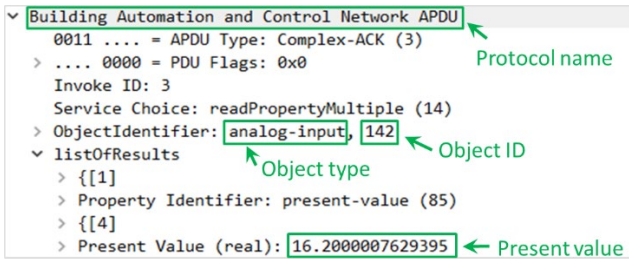 Building Automation and Control Network APDU
0011 .... = APDU Type: Complex-ACK (3)
Protocol name
.... 0000 = PDU Flags: 0x0
Invoke ID: 3
Service Choice: readPropertyMultiple (14)
ObjectIdentifier: analog-input, 142
Object ID
listOfResults
Object type
{[1]
Property Identifier: present-value (85)
{[4]
Present Value (real): 16.2000007629395
Present value